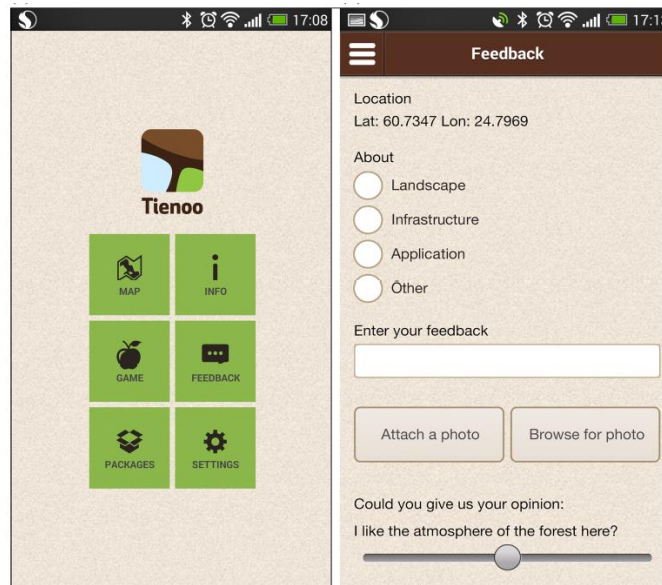 17:08
Tienoo
MAP
INFO
GAME
FEEDBACK
PACKAGES
SETTINGS
Feedback
Location
Lat: 60.7347 Lon: 24.7969
About
Landscape
Infrastructure
Application
Öther
Enter your feedback
Attach a photo
Browse for photo
Could you give us your opinion:
I like the atmosphere of the forest here?